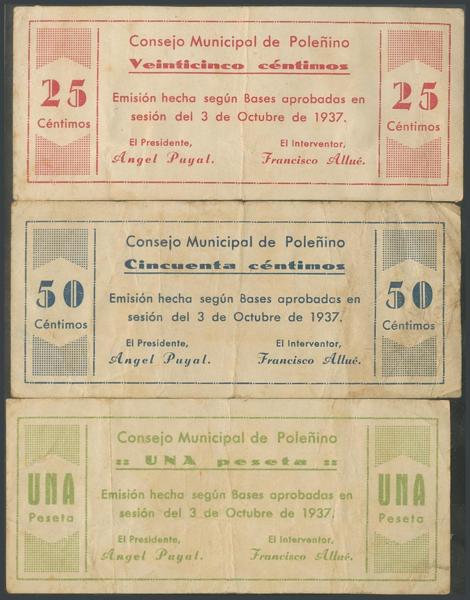 Consejo Municipal de Poleñino
Veinticinco céntimos
25
Céntimos
Emisión hecha según Bases aprobadas en
sesión del 3 de Octubre de 1937.
25
Céntimos
El Presidente,
Angel Puyal.
El Interventor,
Francisco Allué.
Consejo Municipal de Poleñino
Cincuenta céntimos
50
Céntimos
Emisión hecha según Bases aprobadas en
sesión del 3 de Octubre de 1937.
50
Céntimos
El Presidente,
Angel Puyal.
El Interventor,
Francisco Allué.
Consejo Municipal de Poleñino
:: UNA peseta ::
UNA
Peseta
Emisión hecha según Bases aprobadas en
sesión del 3 de Octubre de 1937.
UNA
Peseta
El Presidente,
Angel Puyal.
El Interventor,
Francisco Allué.